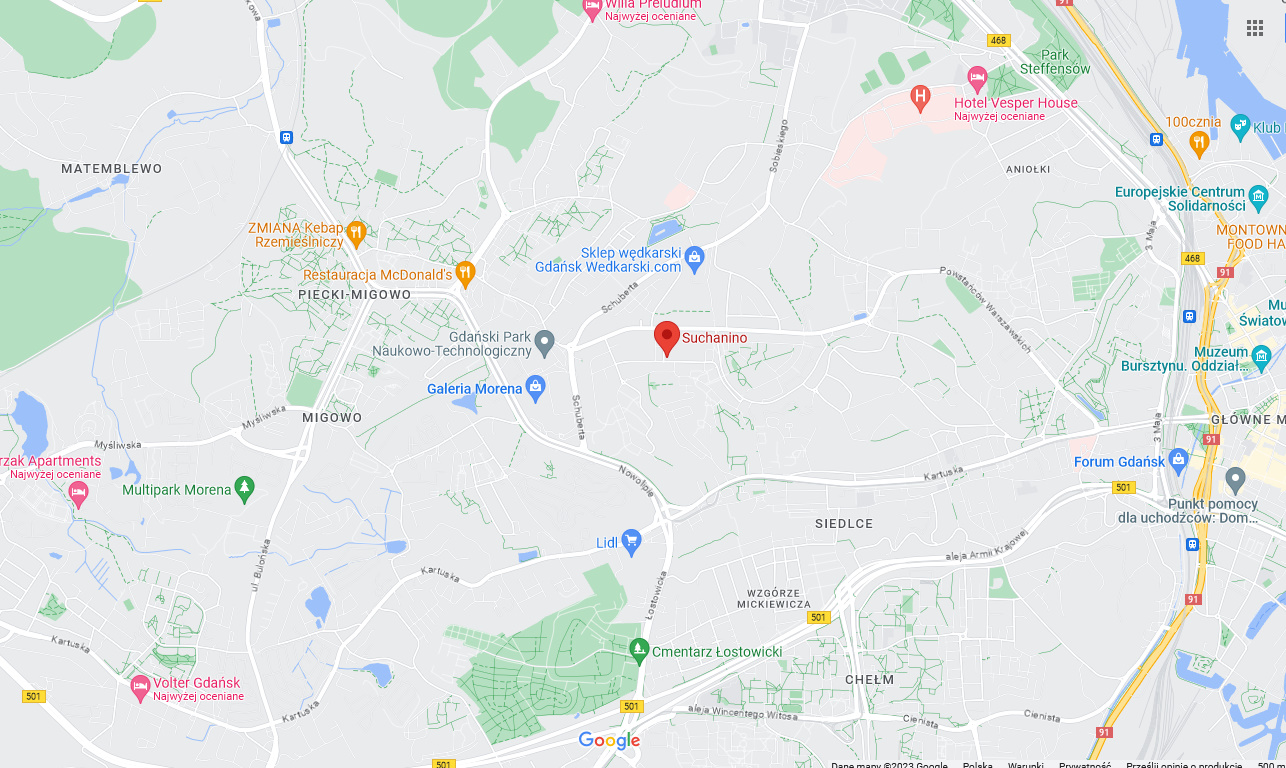 Willa Preludium
Najwyżej oceniane
91
468
Park
Steffensów
Hotel Vesper House
Najwyżej oceniane
H
100cznia
Klub
Sobieskiego
MATEMBLEWO
ANIOŁKI
Europejskie Centrum
Solidarności
3 Maja
ZMIANA Kebap
Rzemieślniczy
MONTOWN
FOOD HA
Sklep wędkarski
Gdańsk Wedkarski.com
468
91
Restauracja McDonald's
PIECKI-MIGOWO
Schuberta
Powstańców Warszawskich
Mu
Światow
Gdański Park
Naukowo-Technologiczny
Suchanino
Muzeum
Bursztynu. Oddział...
Galeria Morena
Schuberta
Myśliwska
MIGOWO
3 Maja
GŁÓWNE M
91
Myśliwska
rzak Apartments
Najwyżej oceniane
Forum Gdańsk
Nowolipie
Kartuska
Multipark Morena
501
Punkt pomocy
dla uchodźców: Dom...
SIEDLCE
Lidl
aleja Armii Krajowej
ul. Bulońska
Kartuska
Łostowicka
WZGÓRZE
MICKIEWICZA
91
501
Kartuska
Cmentarz Łostowicki
CHEŁM
Volter Gdańsk
Najwyżej oceniane
501
501
Kartuska
aleja Wincentego Witosa
Cienista
Cienista
91
Google
501
Dane mapy ©2023 Google Polska Warunki Prywatność Prześlij opinię o produkcie 500 m